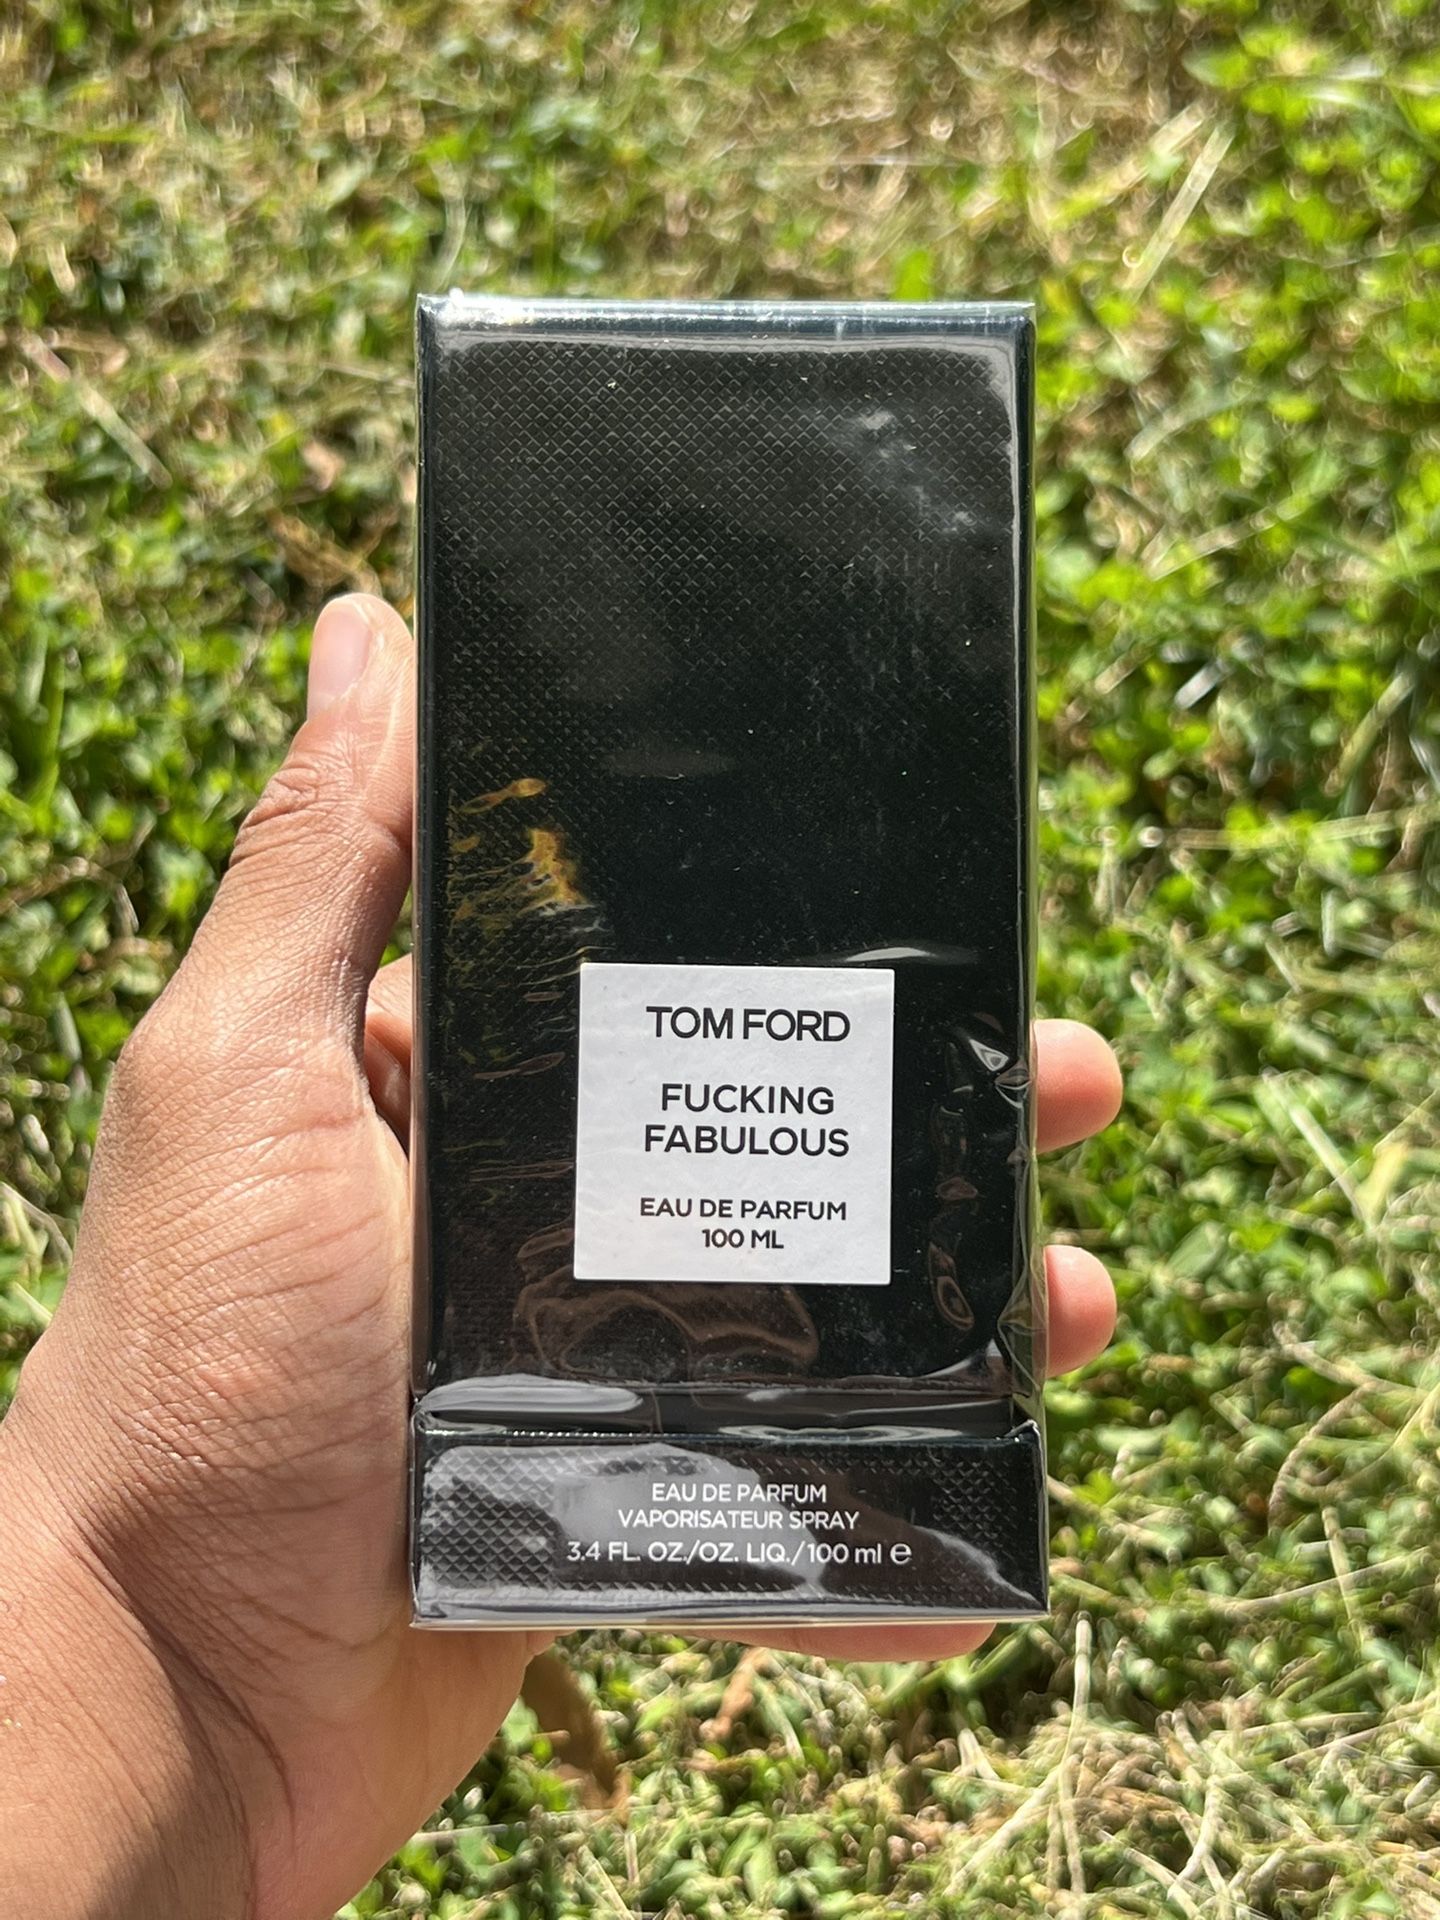 TOM FORD
FUCKING
FABULOUS
EAU DE PARFUM
100 ML
EAU DE PARFUM
VAPORISATEUR SPRAY
3.4 FL. OZ./OZ. LIQ./100 ml ℮